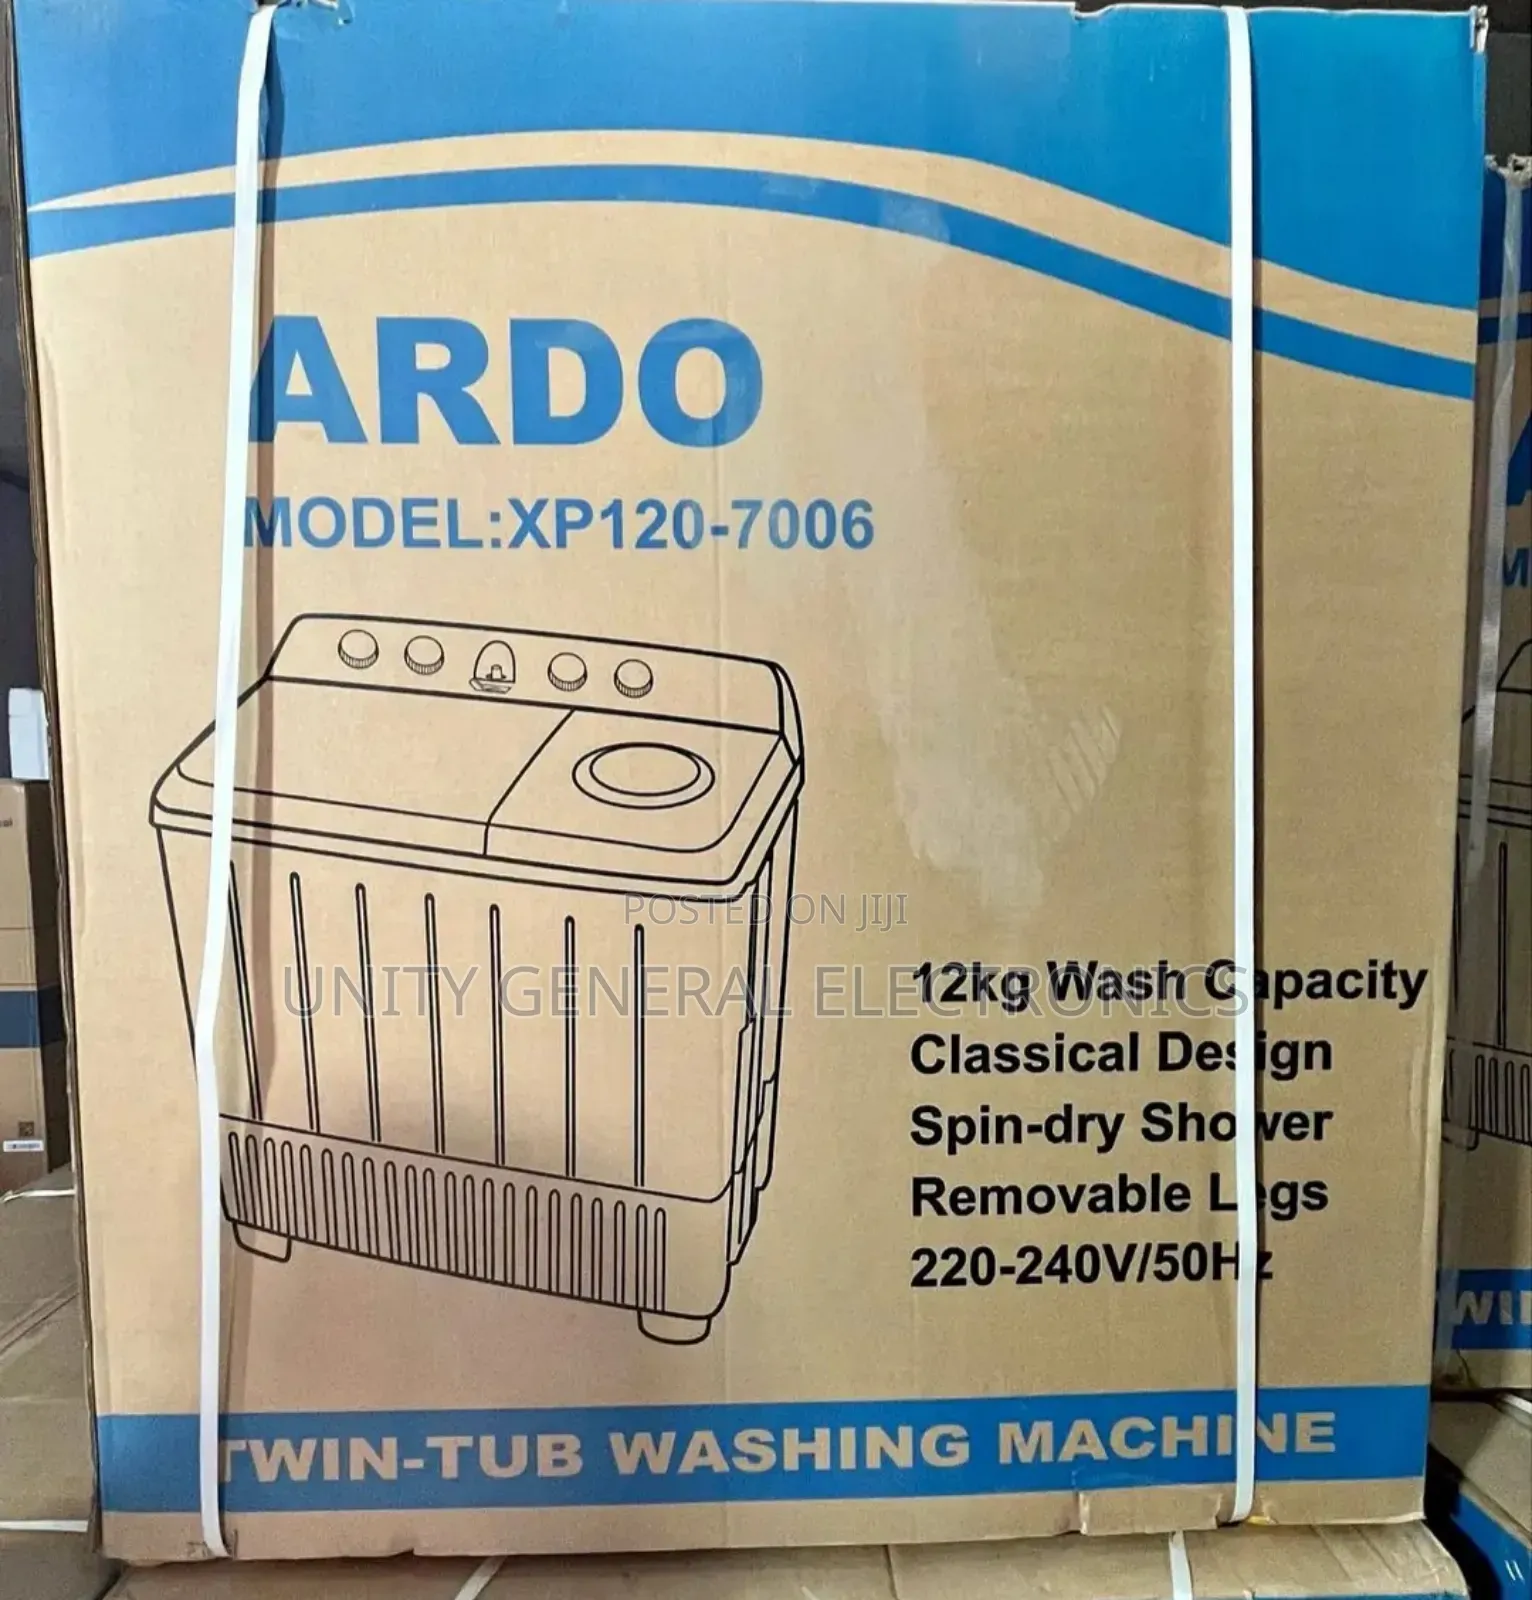 ARDO
MODEL:XP120-7006
POSTED ON JIJI
UNITY GENERAL ELECTRONICS
12kg Wash Capacity
Classical Design
Spin-dry Shower
Removable Legs
220-240V/50Hz
TWIN-TUB WASHING MACHINE
WI